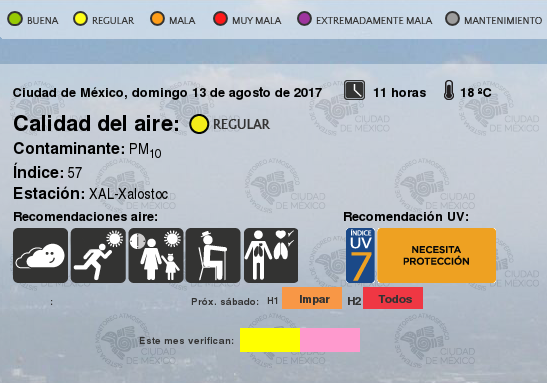 BUENA REGULAR MALA MUY MALA EXTREMADAMENTE MALA MANTENIMIENTO
Ciudad de México, domingo 13 de agosto de 2017 11 horas 18 ºC
Calidad del aire: REGULAR
Contaminante: PM10
Índice: 57
Estación: XAL-Xalostoc
Recomendaciones aire: Recomendación UV:
ÍNDICE
UV
7
NECESITA
PROTECCIÓN
: Próx. sábado: H1 Impar H2 Todos
Este mes verifican:
CIUDAD
DE MÉXICO